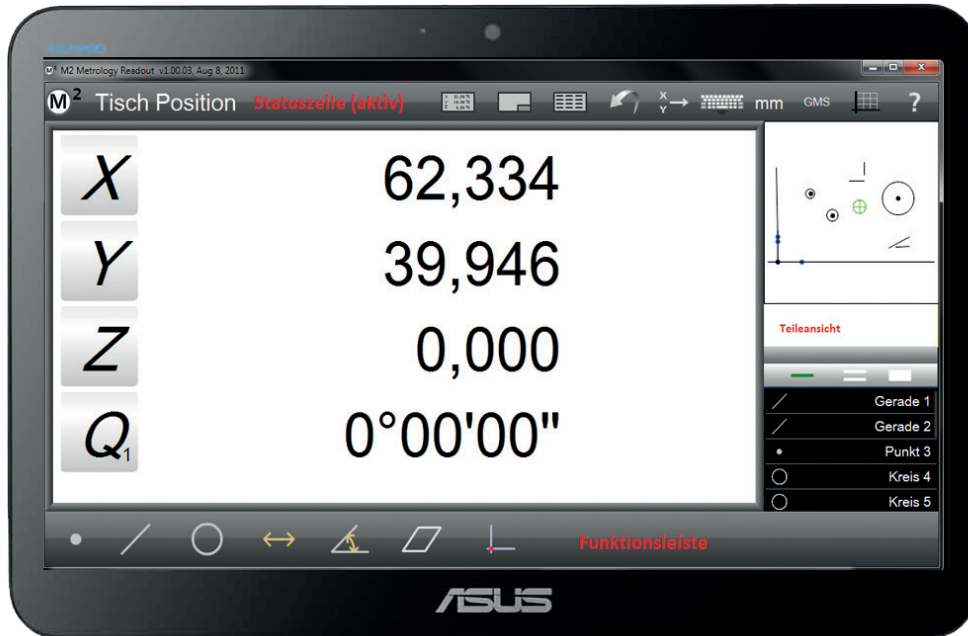 M² M2 Metrology Readout v1.00.03, Aug 8, 2011
M² Tisch Position Statuszeile (aktiv) X Y mm GMS ?
X 62,334
Y 39,946
Z 0,000
Q1 0°00'00"
Teileansicht
Gerade 1
Gerade 2
Punkt 3
Kreis 4
Kreis 5
Funktionsleiste
ASUS